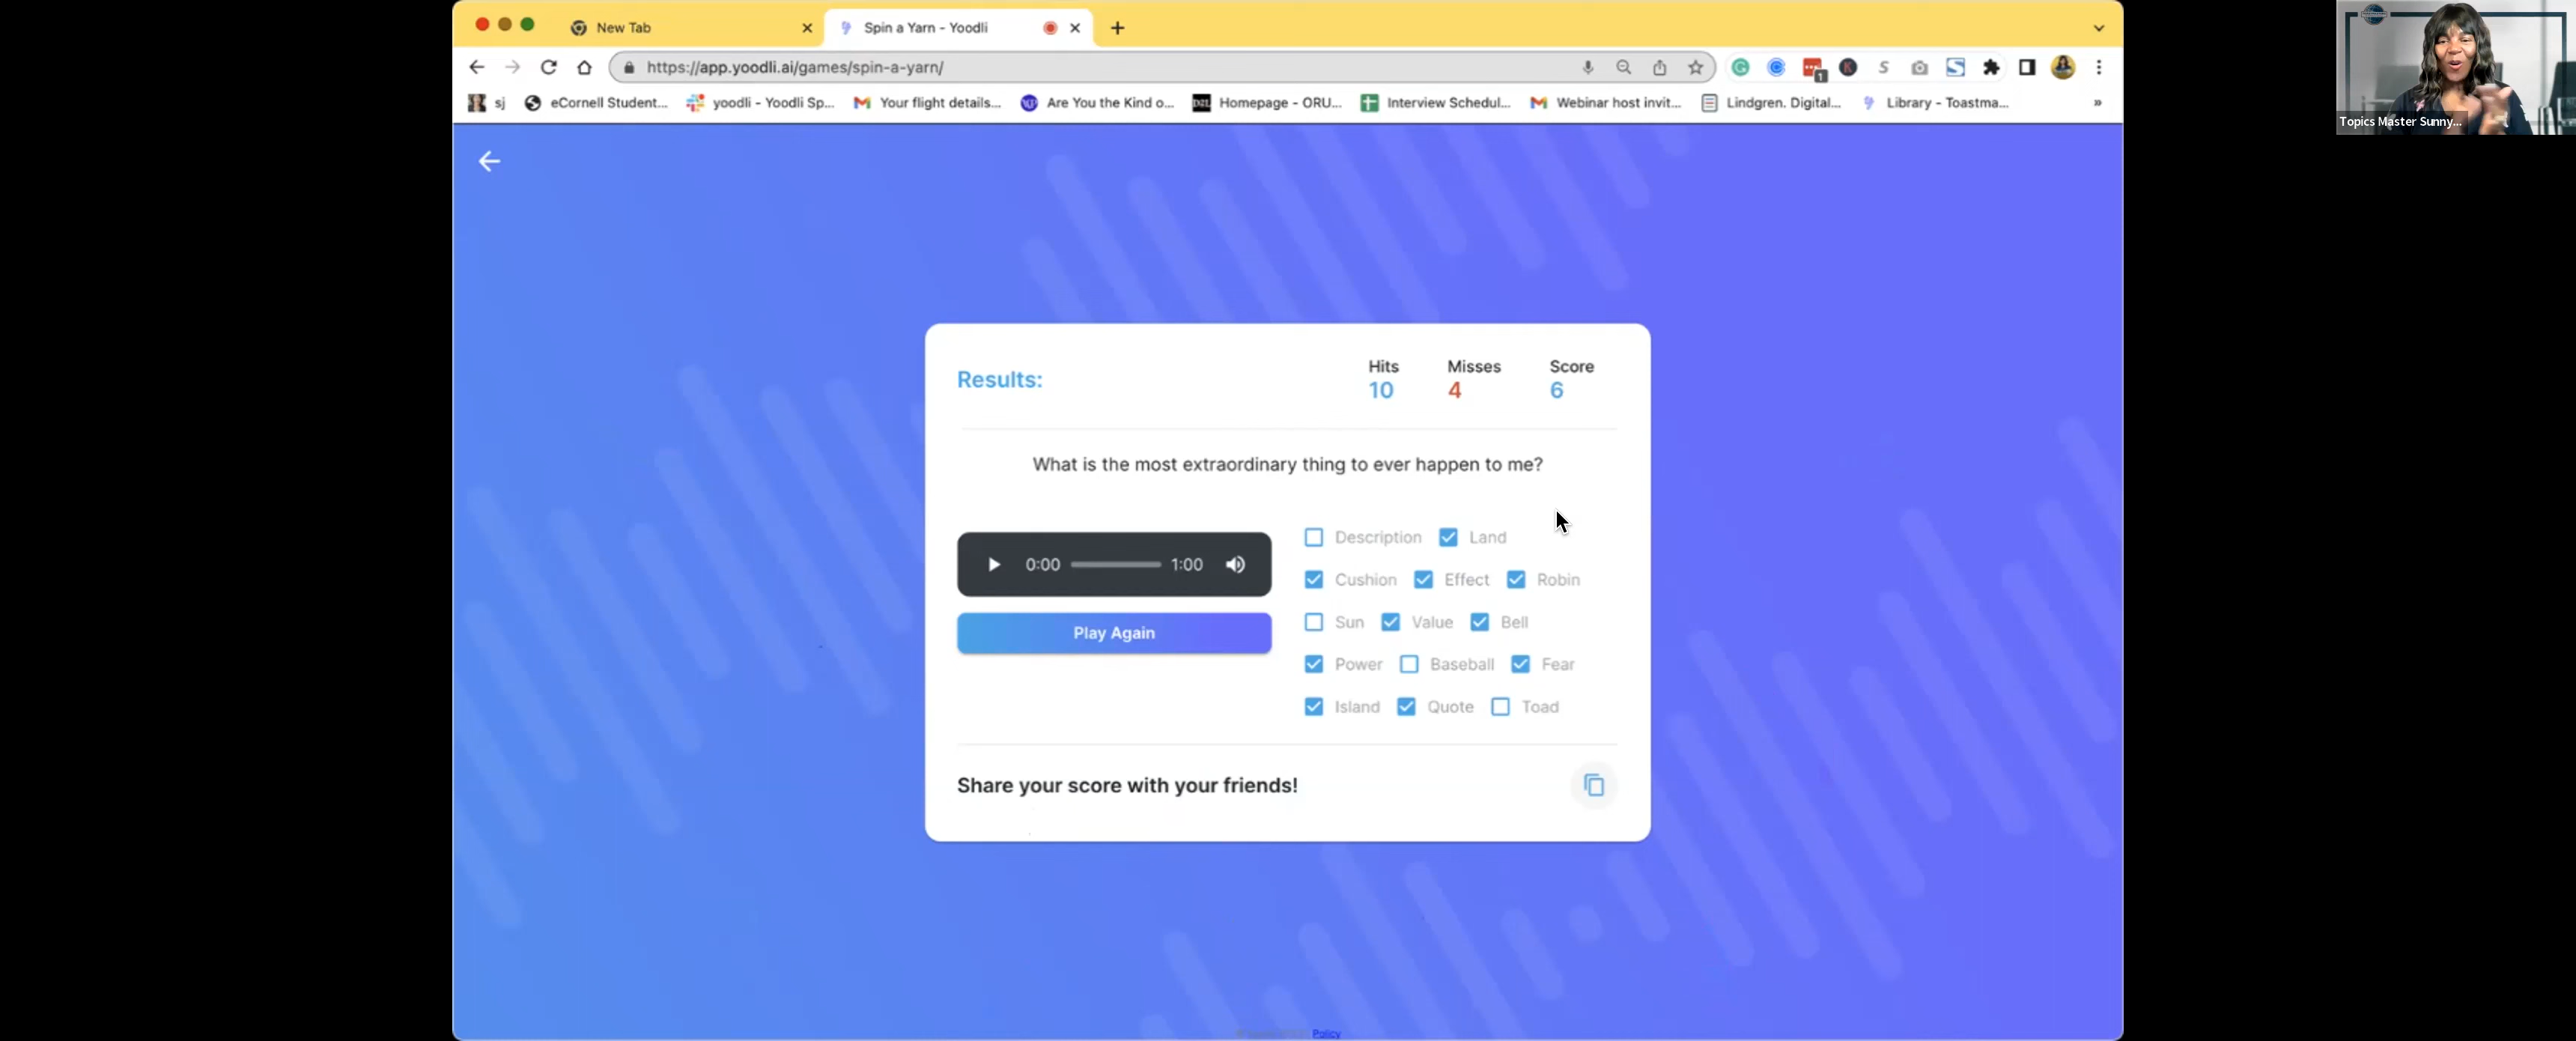 New Tab
Spin a Yarn - Yoodli
https://app.yoodli.ai/games/spin-a-yarn/
1
sj
eCornell Student...
yoodli - Yoodli Sp...
Your flight details...
Are You the Kind o...
Homepage - ORU...
Interview Schedul...
Webinar host invit...
Lindgren. Digital...
Library - Toastma...
»
Topics Master Sunny...
Results:
Hits Misses Score
10 4 6
What is the most extraordinary thing to ever happen to me?
0:00 1:00
Play Again
Description Land
Cushion Effect Robin
Sun Value Bell
Power Baseball Fear
Island Quote Toad
Share your score with your friends!
Policy